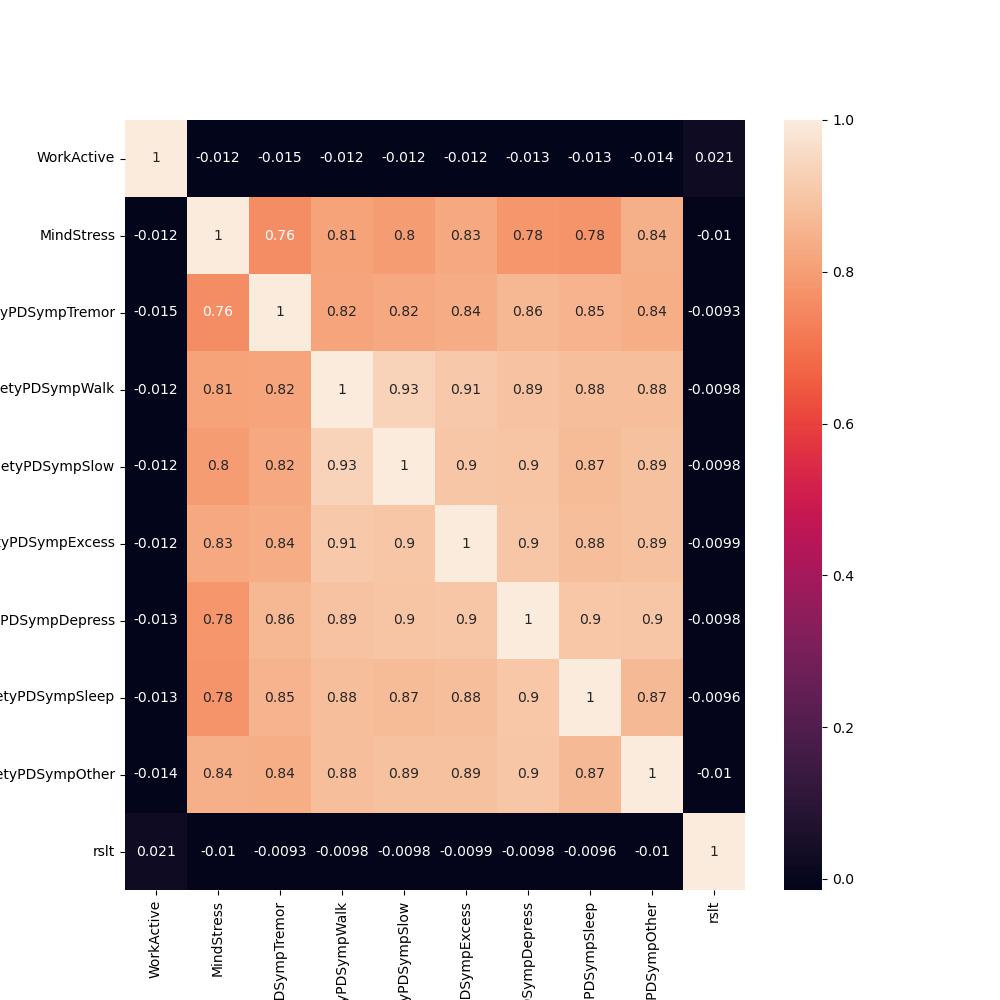 WorkActive 1 -0.012 -0.015 -0.012 -0.012 -0.012 -0.013 -0.013 -0.014 0.021
MindStress -0.012 1 0.76 0.81 0.8 0.83 0.78 0.78 0.84 -0.01
yPDSympTremor -0.015 0.76 1 0.82 0.82 0.84 0.86 0.85 0.84 -0.0093
etyPDSympWalk -0.012 0.81 0.82 1 0.93 0.91 0.89 0.88 0.88 -0.0098
etyPDSympSlow -0.012 0.8 0.82 0.93 1 0.9 0.9 0.87 0.89 -0.0098
tyPDSympExcess -0.012 0.83 0.84 0.91 0.9 1 0.9 0.88 0.89 -0.0099
PDSympDepress -0.013 0.78 0.86 0.89 0.9 0.9 1 0.9 0.9 -0.0098
etyPDSympSleep -0.013 0.78 0.85 0.88 0.87 0.88 0.9 1 0.87 -0.0096
etyPDSympOther -0.014 0.84 0.84 0.88 0.89 0.89 0.9 0.87 1 -0.01
rslt 0.021 -0.01 -0.0093 -0.0098 -0.0098 -0.0099 -0.0098 -0.0096 -0.01 1
WorkActive
MindStress
DSympTremor
yPDSympWalk
yPDSympSlow
DSympExcess
SympDepress
PDSympSleep
PDSympOther
rslt
1.0
0.8
0.6
0.4
0.2
0.0